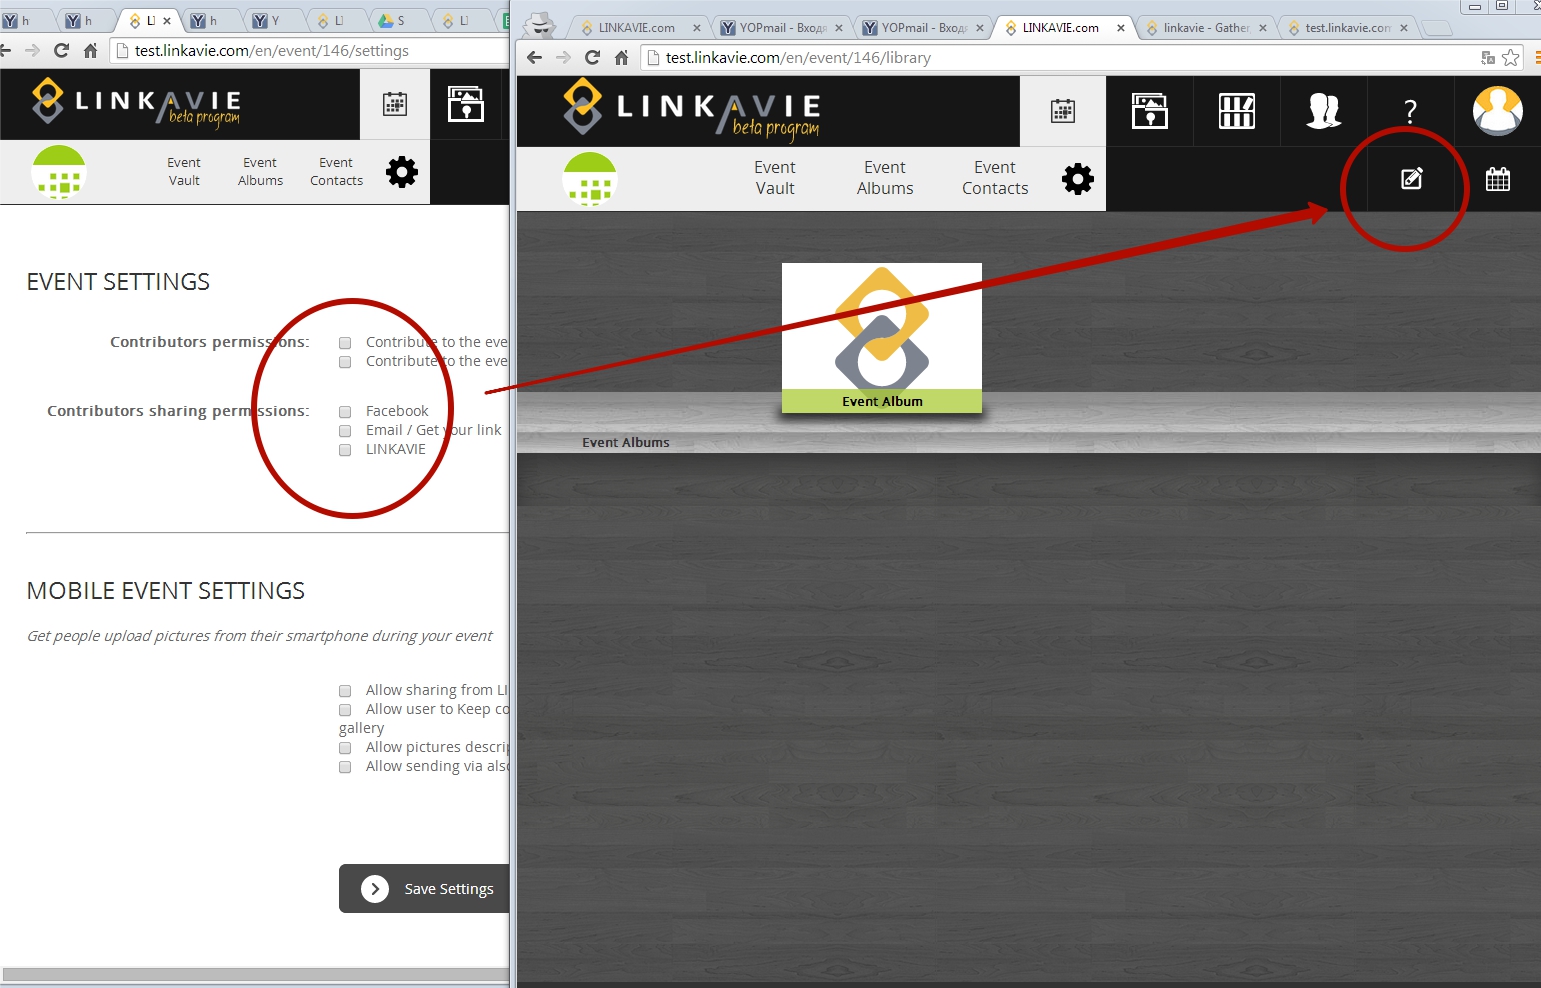 h
h
LI
h
Y
LI
S
LI
test.linkavie.com/en/event/146/settings
LINKAVIE
beta program
Event Vault
Event Albums
Event Contacts
EVENT SETTINGS
Contributors permissions:
Contribute to the eve
Contribute to the eve
Contributors sharing permissions:
Facebook
Email / Get your link
LINKAVIE
MOBILE EVENT SETTINGS
Get people upload pictures from their smartphone during your event
Allow sharing from LI
Allow user to Keep co
gallery
Allow pictures descrip
Allow sending via also
Save Settings
LINKAVIE.com
YOPmail - Входя
YOPmail - Входя
LINKAVIE.com
linkavie - Gather,
test.linkavie.com
test.linkavie.com/en/event/146/library
LINKAVIE
beta program
?
Event Vault
Event Albums
Event Contacts
Event Album
Event Albums